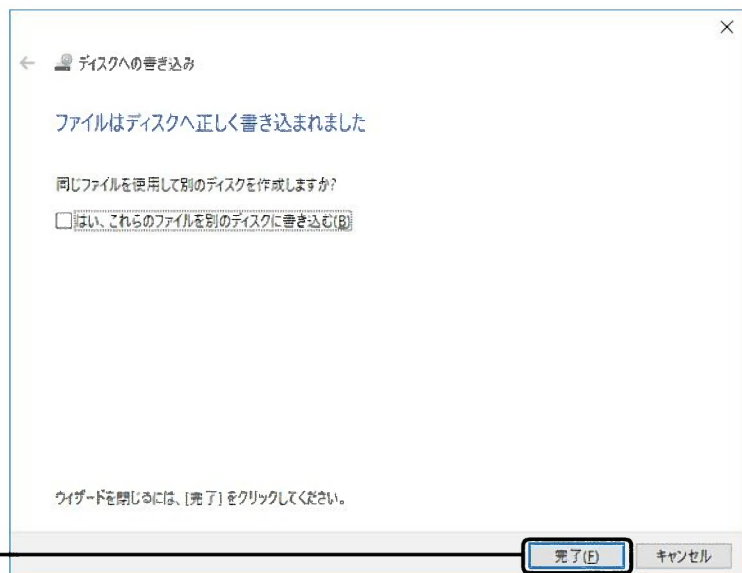 ディスクへの書き込み
ファイルはディスクへ正しく書き込まれました
同じファイルを使用して別のディスクを作成しますか?
はい、これらのファイルを別のディスクに書き込む(B)
ウィザードを閉じるには、[完了] をクリックしてください。
完了(F) キャンセル